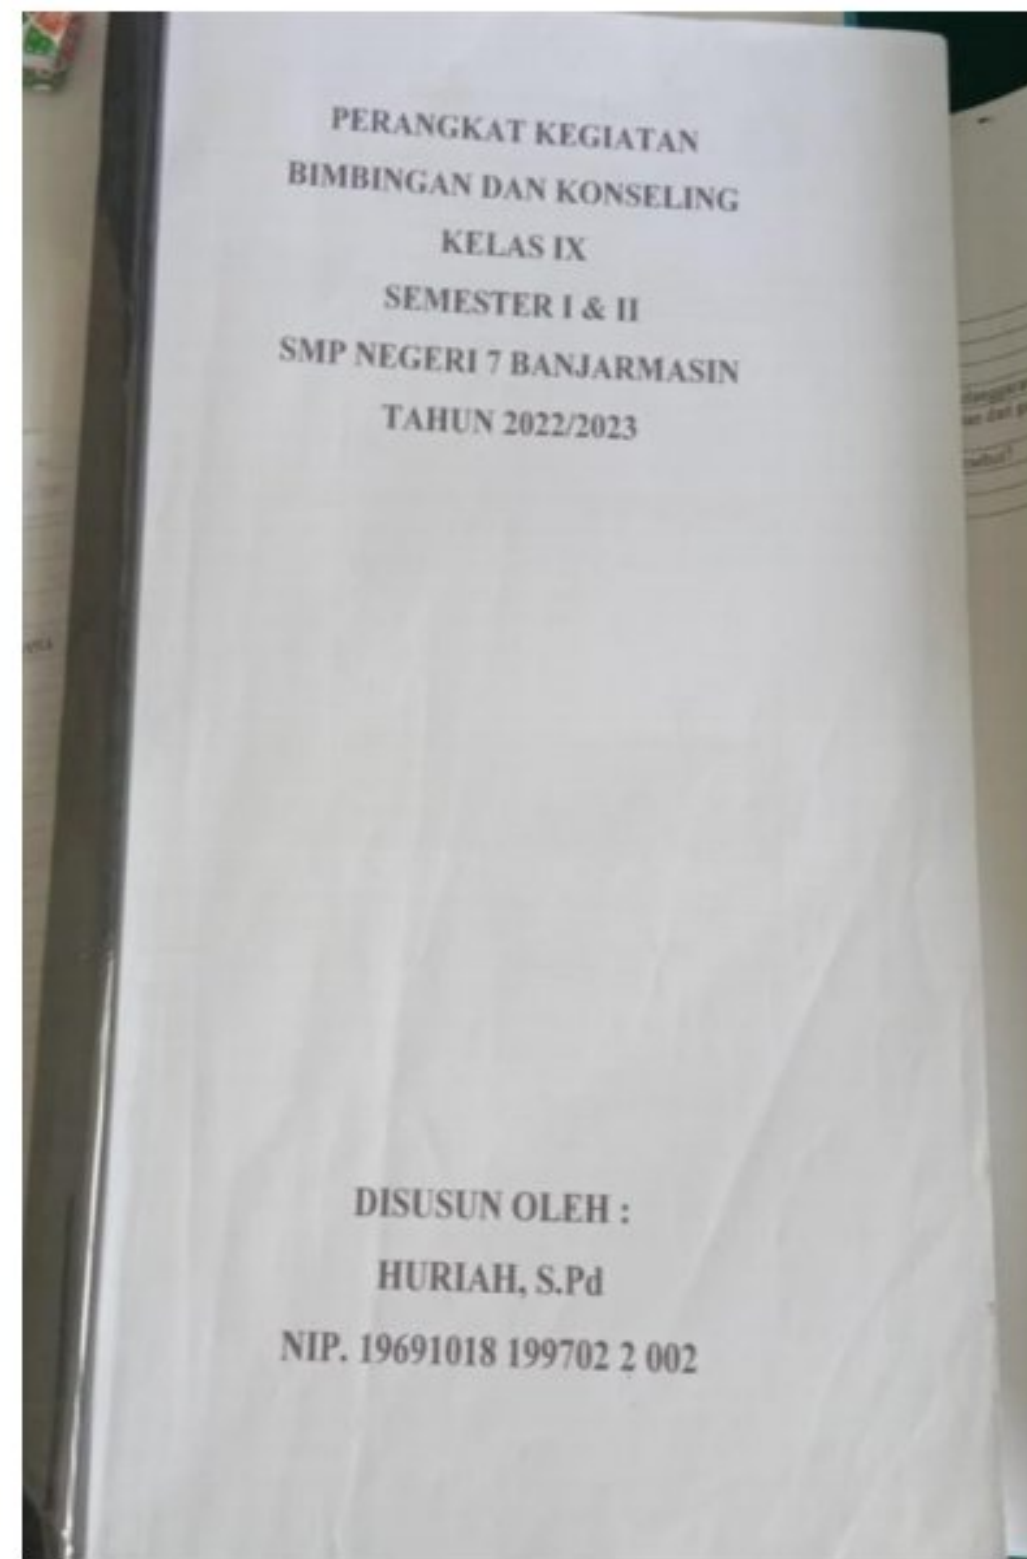 PERANGKAT KEGIATAN
BIMBINGAN DAN KONSELING
KELAS IX
SEMESTER I & II
SMP NEGERI 7 BANJARMASIN
TAHUN 2022/2023
DISUSUN OLEH :
HURIAH, S.Pd
NIP. 19691018 199702 2 002